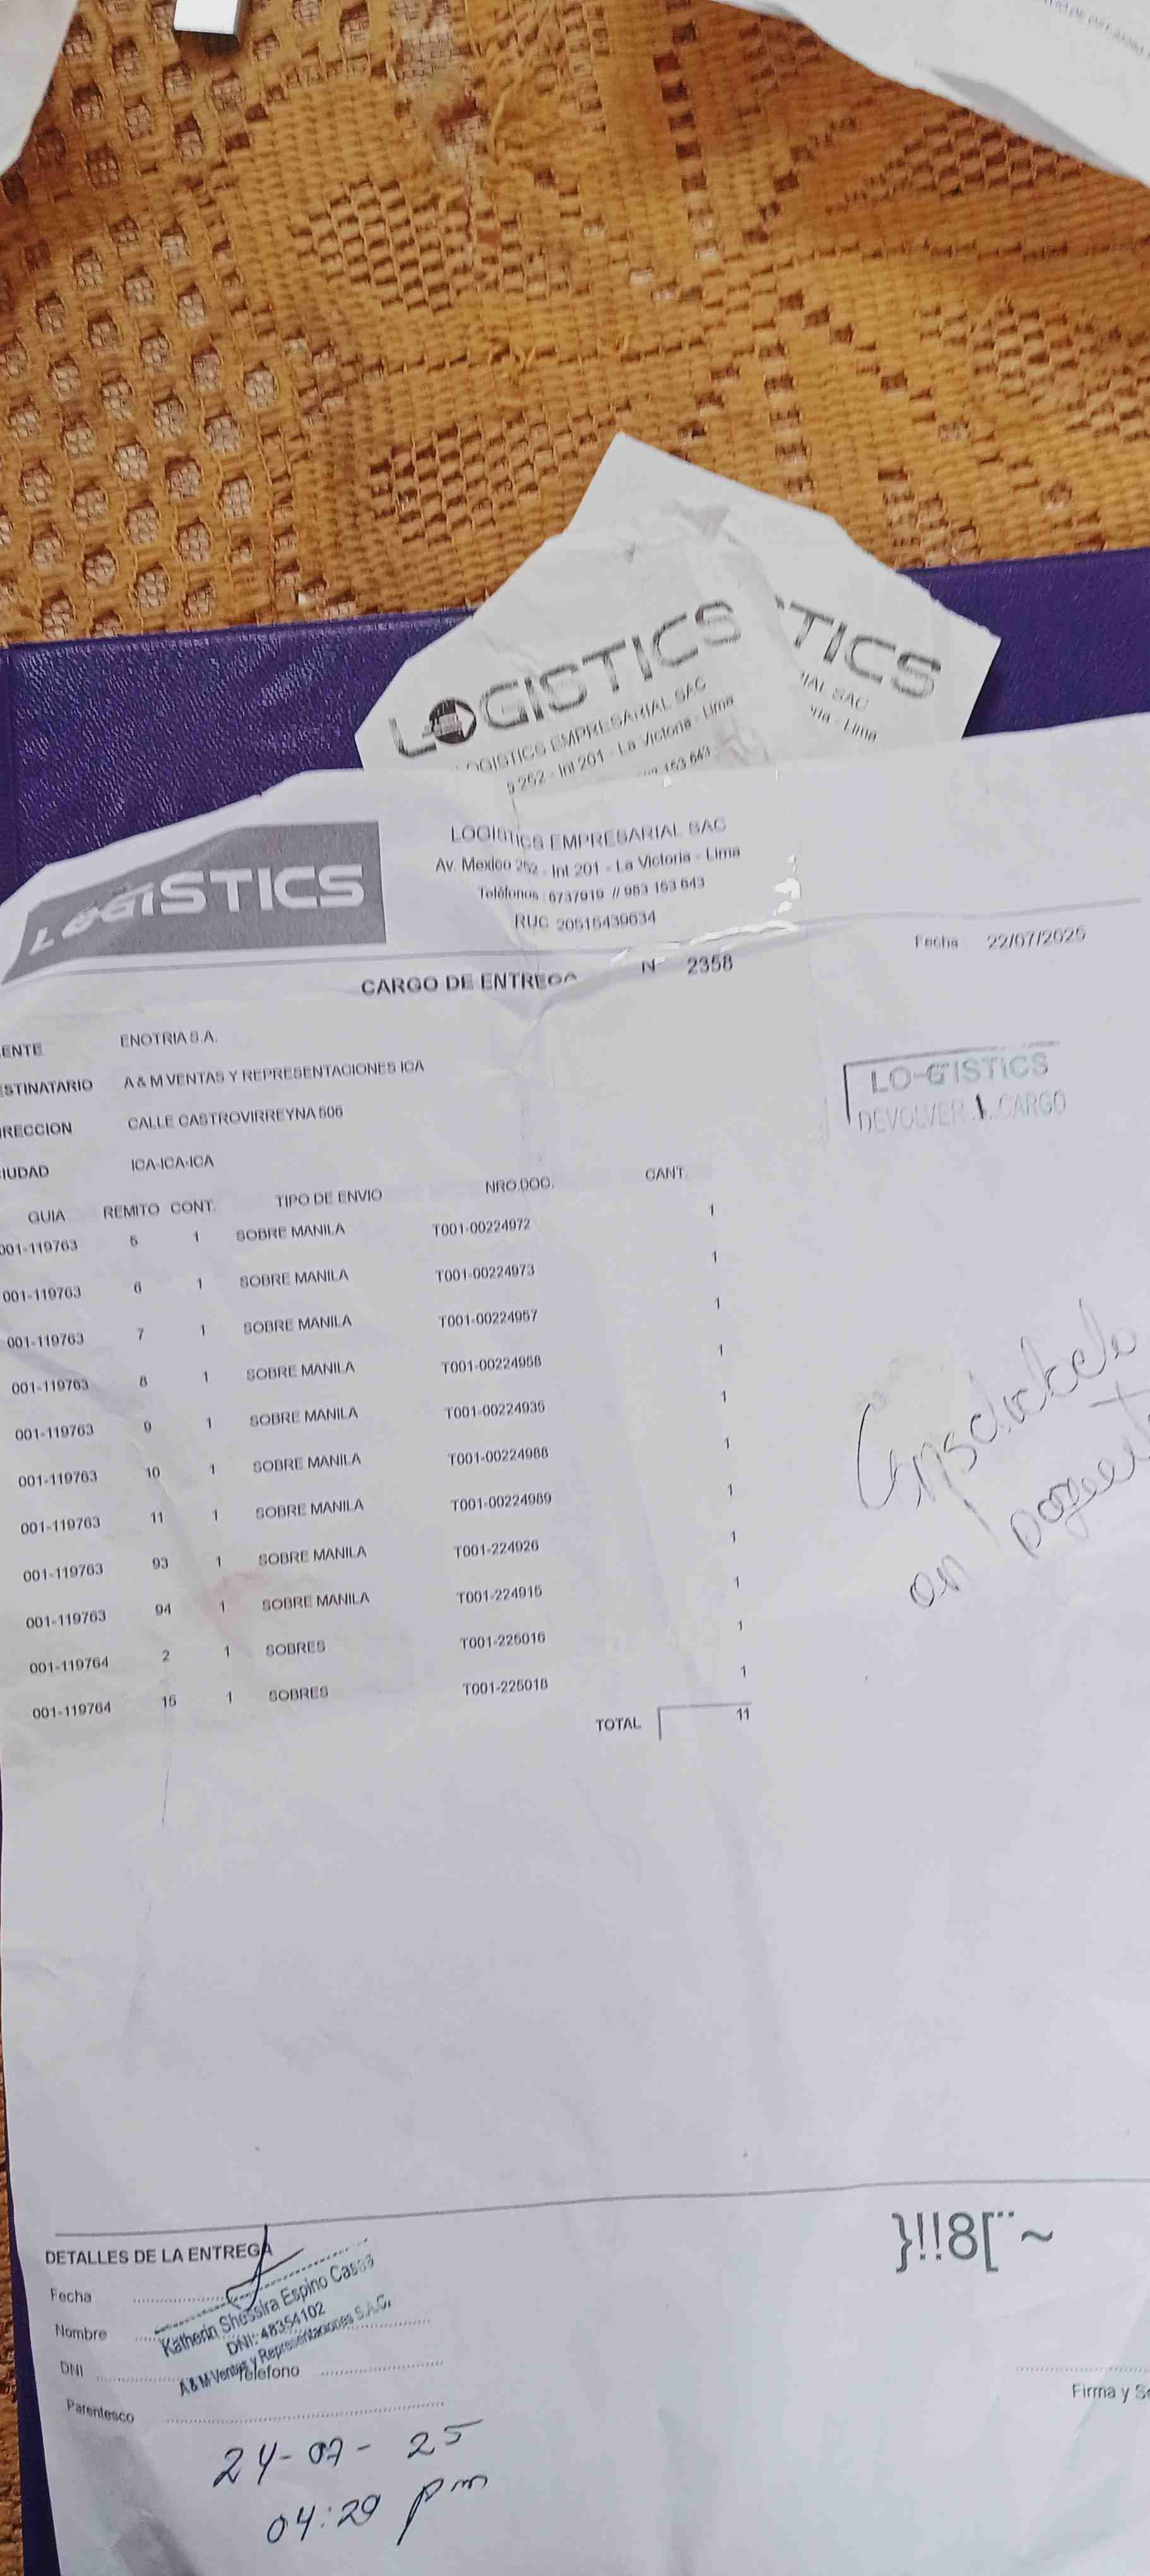 LOGISTICS
TICS
LOGISTICS EMPRESARIAL SAC
IAL SAC
252 - Int 201 - La Victoria - Lima
ria - Lima
153 643
LOGISTICS
LOGISTICS EMPRESARIAL SAC
Av. Mexico 252 - Int 201 - La Victoria - Lima
Teléfonos : 6737919 // 983 153 643
RUC 20515439634
Fecha 22/07/2025
CARGO DE ENTREGA N° 2358
ENTE ENOTRIA S.A.
ESTINATARIO A & M VENTAS Y REPRESENTACIONES ICA
IRECCION CALLE CASTROVIRREYNA 506
IUDAD ICA-ICA-ICA
LO-GISTICS
DEVOLVER 1 CARGO
GUIA REMITO CONT. TIPO DE ENVIO NRO.DOC. CANT.
001-119763 5 1 SOBRE MANILA T001-00224972 1
001-119763 6 1 SOBRE MANILA T001-00224973 1
001-119763 7 1 SOBRE MANILA T001-00224957 1
001-119763 8 1 SOBRE MANILA T001-00224958 1
001-119763 9 1 SOBRE MANILA T001-00224935 1
001-119763 10 1 SOBRE MANILA T001-00224988 1
001-119763 11 1 SOBRE MANILA T001-00224989 1
001-119763 93 1 SOBRE MANILA T001-224926 1
001-119763 94 1 SOBRE MANILA T001-224915 1
001-119764 2 1 SOBRES T001-225016 1
001-119764 15 1 SOBRES T001-225018 1
TOTAL 11
}!!8[¨~
DETALLES DE LA ENTREGA
Fecha
Nombre
DNI
Teléfono
Parentesco
Katherin Shessira Espino Casas
DNI: 48354102
A & M Ventas y Representaciones S.A.C.
Firma y Se
24-07-25
04:29 pm